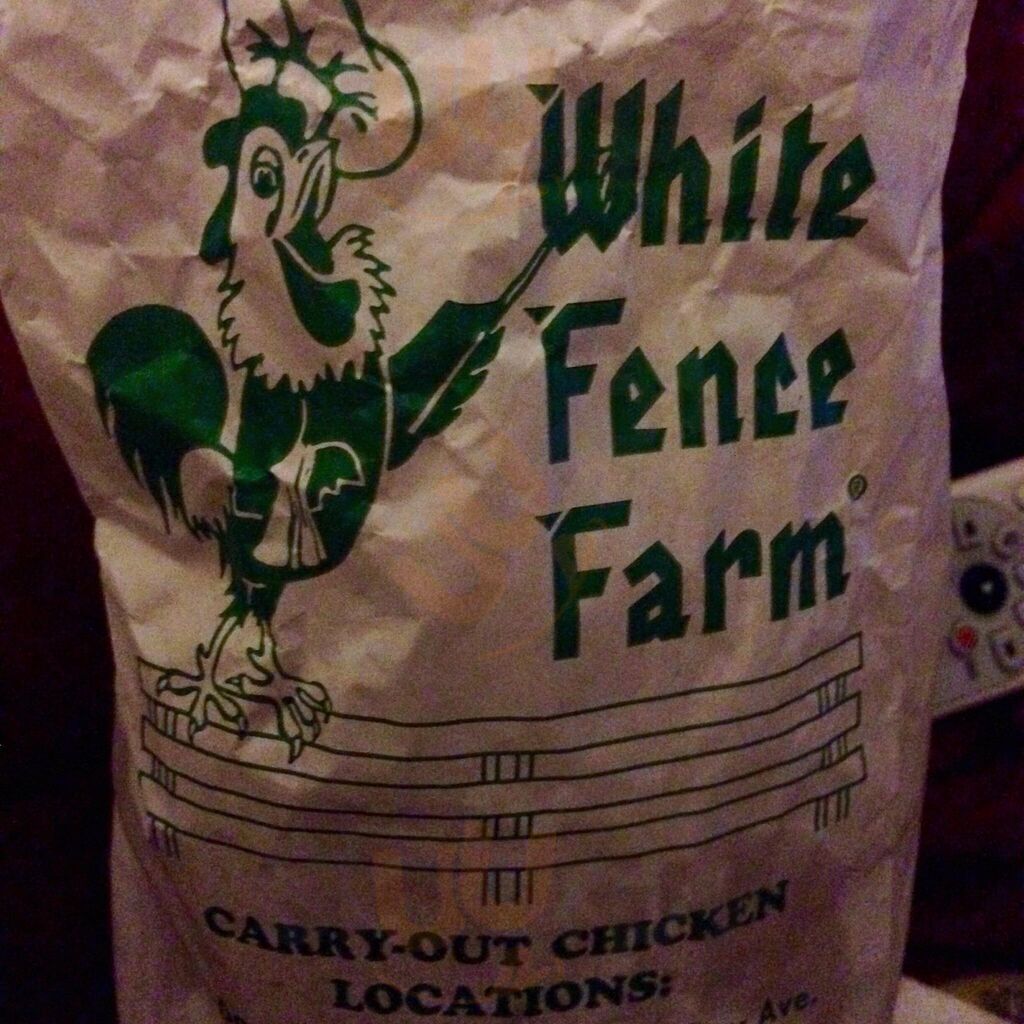 White
Fence
Farm®
CARRY-OUT CHICKEN
LOCATIONS:
Ave.